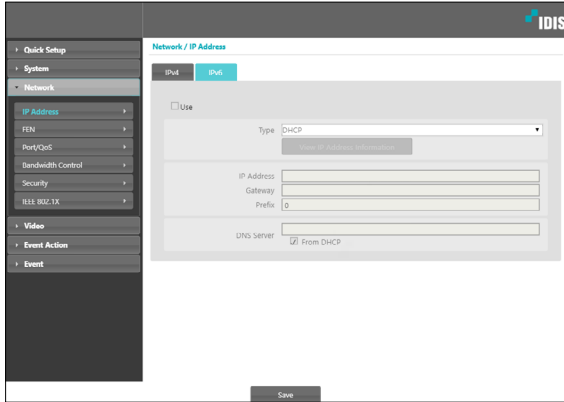 IDIS
Quick Setup
System
Network
IP Address
FEN
Port/QoS
Bandwidth Control
Security
IEEE 802.1X
Video
Event Action
Event
Network / IP Address
IPv4 IPv6
Use
Type DHCP
View IP Address Information
IP Address
Gateway
Prefix 0
DNS Server
From DHCP
Save